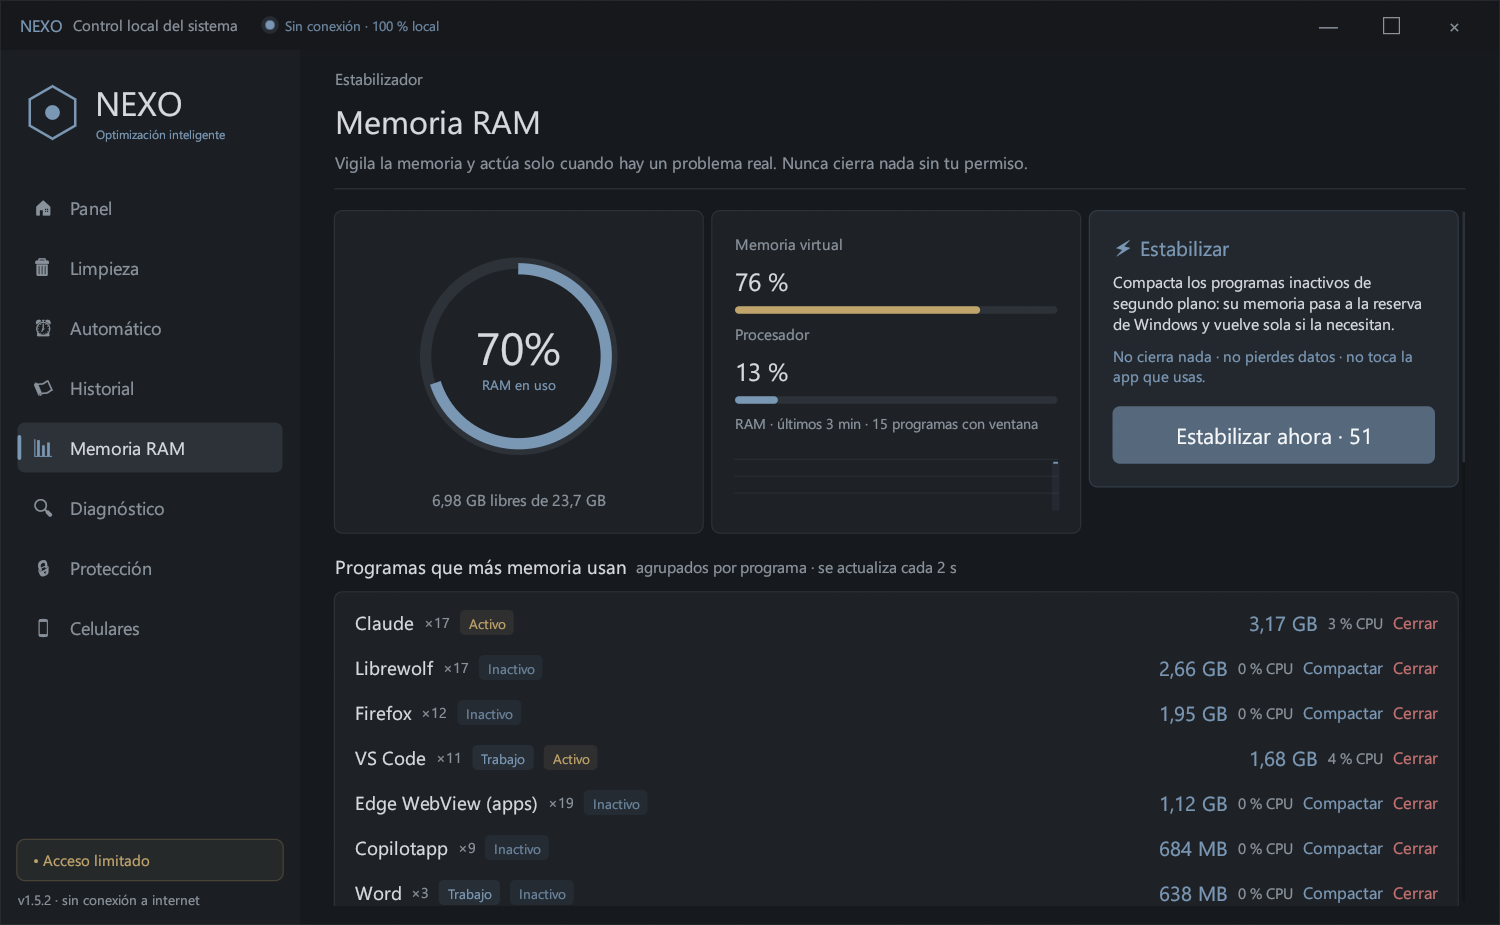 NEXO Control local del sistema Sin conexión · 100 % local
NEXO
Optimización inteligente
Panel
Limpieza
Automático
Historial
Memoria RAM
Diagnóstico
Protección
Celulares
• Acceso limitado
v1.5.2 · sin conexión a internet
Estabilizador
Memoria RAM
Vigila la memoria y actúa solo cuando hay un problema real. Nunca cierra nada sin tu permiso.
70%
RAM en uso
6,98 GB libres de 23,7 GB
Memoria virtual
76 %
Procesador
13 %
RAM · últimos 3 min · 15 programas con ventana
Estabilizar
Compacta los programas inactivos de
segundo plano: su memoria pasa a la reserva
de Windows y vuelve sola si la necesitan.
No cierra nada · no pierdes datos · no toca la
app que usas.
Estabilizar ahora · 51
Programas que más memoria usan agrupados por programa · se actualiza cada 2 s
Claude ×17 Activo 3,17 GB 3 % CPU Cerrar
Librewolf ×17 Inactivo 2,66 GB 0 % CPU Compactar Cerrar
Firefox ×12 Inactivo 1,95 GB 0 % CPU Compactar Cerrar
VS Code ×11 Trabajo Activo 1,68 GB 4 % CPU Cerrar
Edge WebView (apps) ×19 Inactivo 1,12 GB 0 % CPU Compactar Cerrar
Copilotapp ×9 Inactivo 684 MB 0 % CPU Compactar Cerrar
Word ×3 Trabajo Inactivo 638 MB 0 % CPU Compactar Cerrar